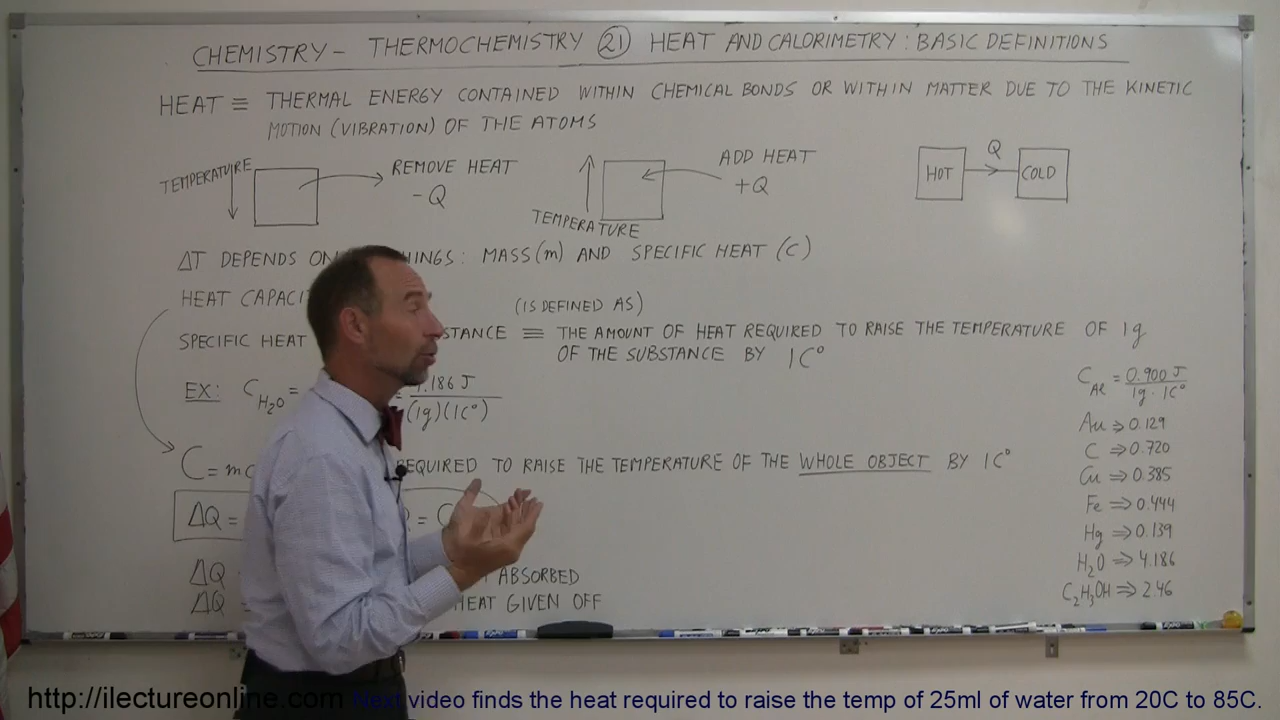 CHEMISTRY - THERMOCHEMISTRY (21) HEAT AND CALORIMETRY: BASIC DEFINITIONS
HEAT ≡ THERMAL ENERGY CONTAINED WITHIN CHEMICAL BONDS OR WITHIN MATTER DUE TO THE KINETIC
MOTION (VIBRATION) OF THE ATOMS
TEMPERATUIRE
REMOVE HEAT
-Q
TEMPERATURE
ADD HEAT
+Q
HOT
Q
COLD
ΔT DEPENDS ON : MASS (m) AND SPECIFIC HEAT (C)
HEAT
(IS DEFINED AS)
SPECIFIC HEAT ≡ THE AMOUNT OF HEAT REQUIRED TO RAISE THE TEMPERATURE OF 1g
OF THE SUBSTANCE BY 1C°
EX: C_H2O = = .186 J / (1g)(1C°)
C = m REQUIRED TO RAISE THE TEMPERATURE OF THE WHOLE OBJECT BY 1C°
ΔQ = = C
ΔQ ABSORBED
ΔQ HEAT GIVEN OFF
C_Al = 0.900 J / 1g · 1C°
Au ⇒ 0.129
C ⇒ 0.720
Cu ⇒ 0.385
Fe ⇒ 0.444
Hg ⇒ 0.139
H2O ⇒ 4.186
C2H3OH ⇒ 2.46
http://ilectureonline.com Next video finds the heat required to raise the temp of 25ml of water from 20C to 85C.